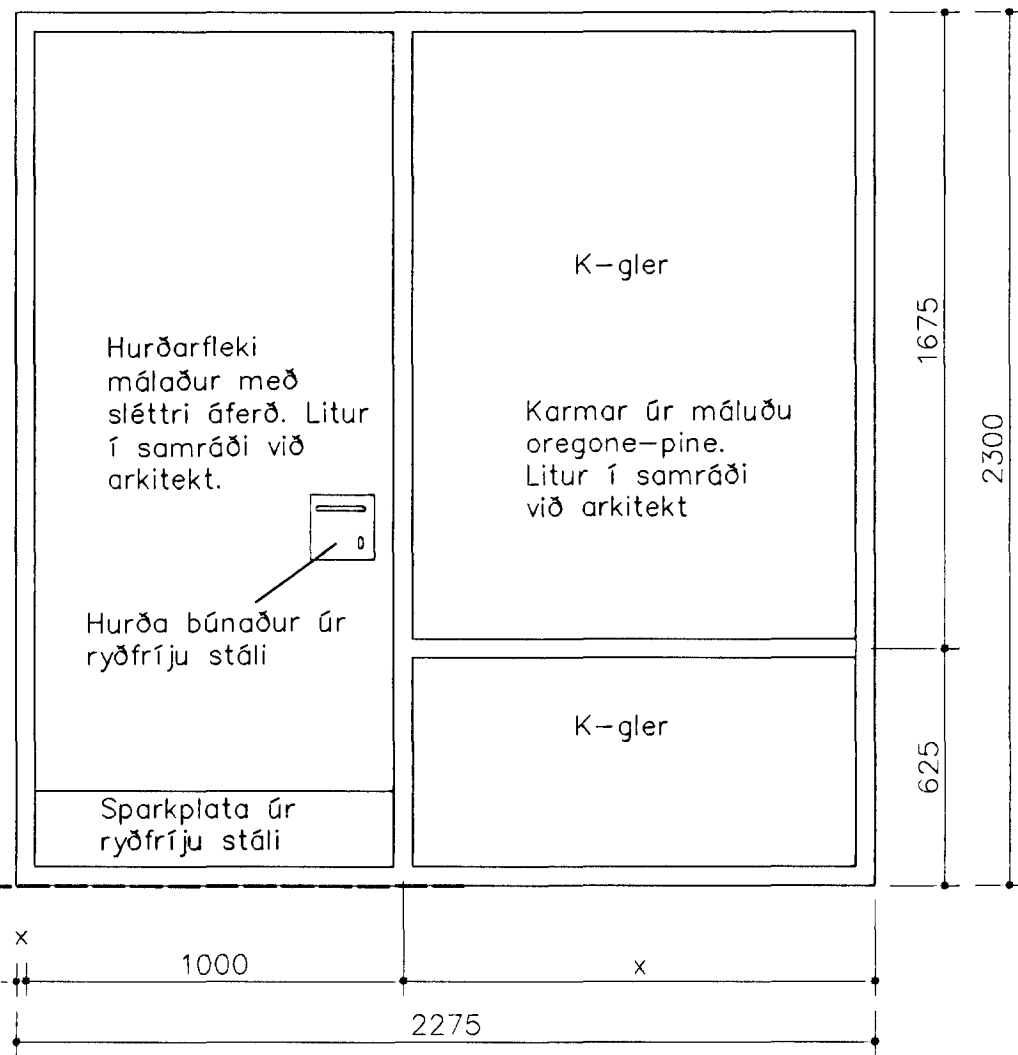 K-gler
1675
Hurðarfleki
málaður með
sléttri áferð. Litur
í samráði við
arkitekt.
Karmar úr máluðu
oregone-pine.
Litur í samráði
við arkitekt
2300
Hurða búnaður úr
ryðfríju stáli
K-gler
625
Sparkplata úr
ryðfríju stáli
x
1000
x
2275